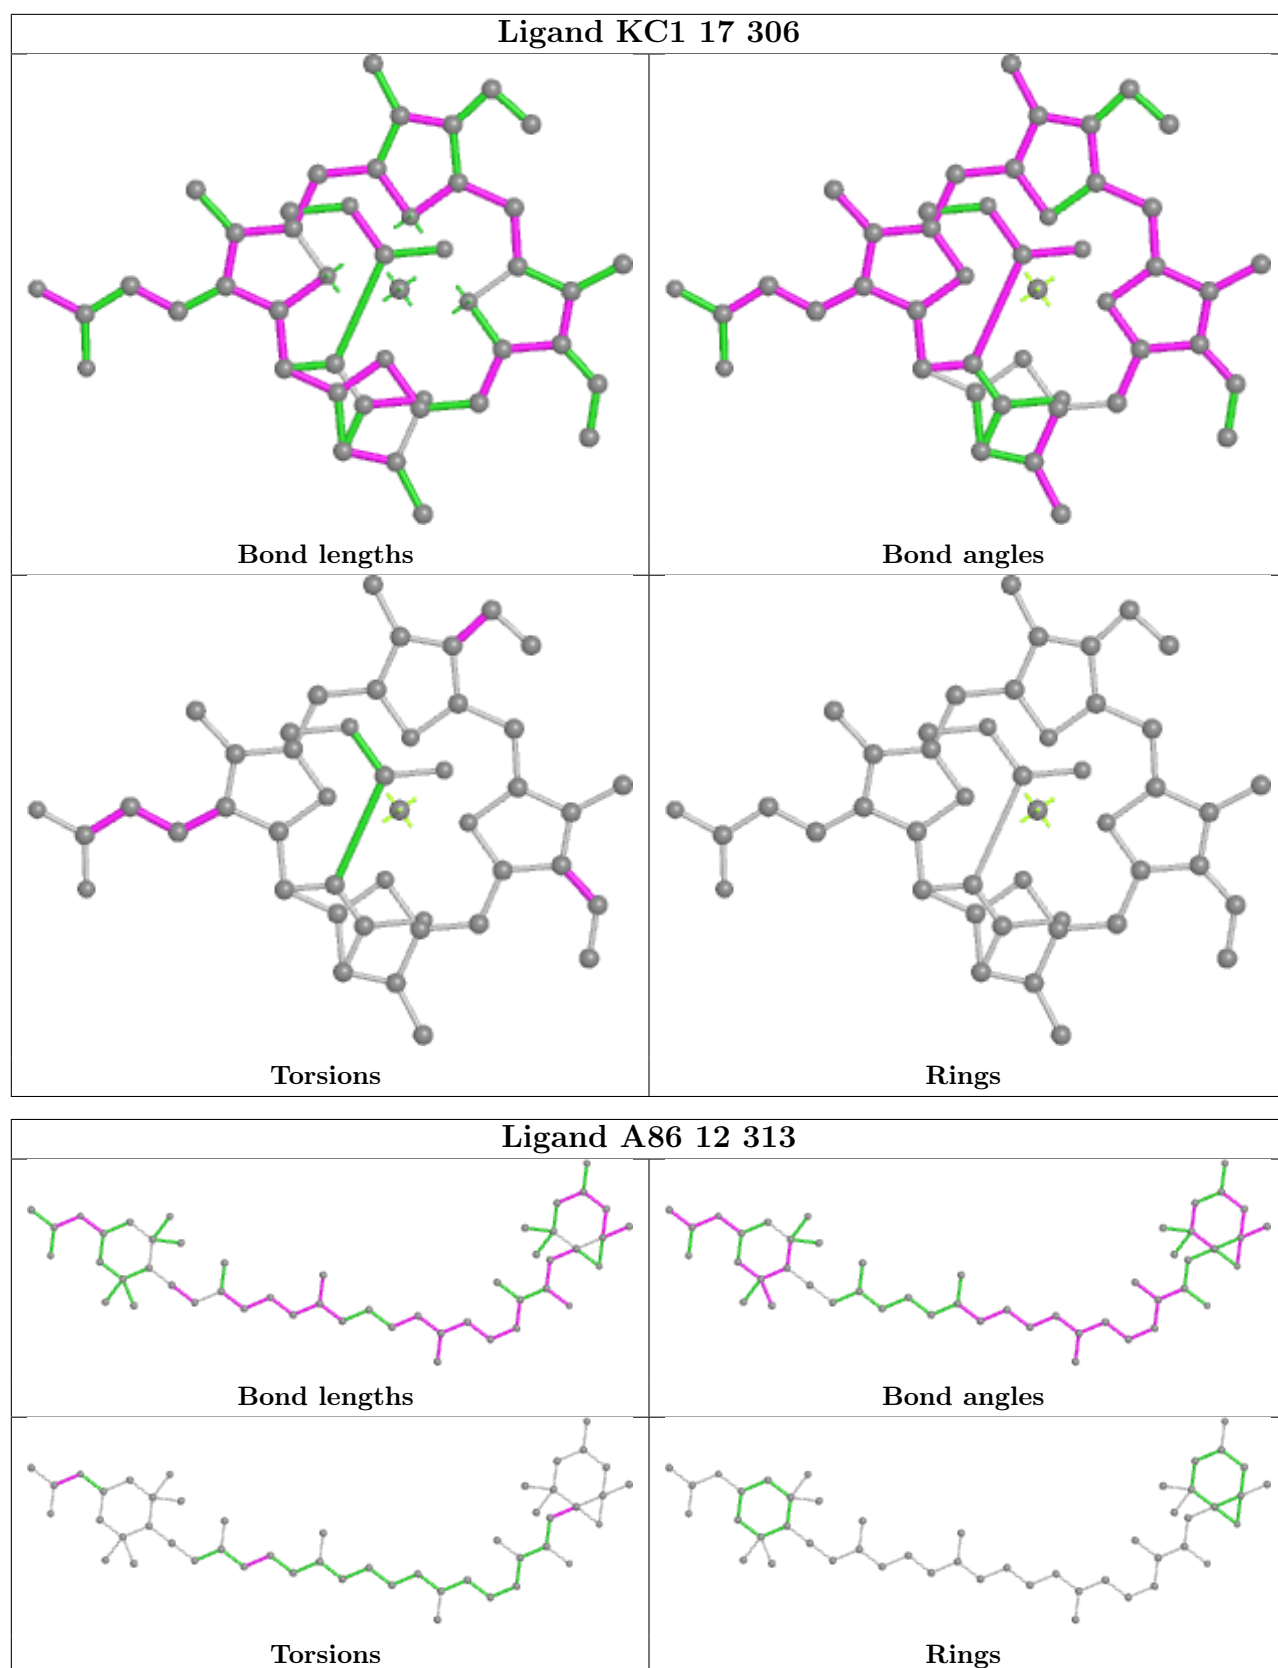 Ligand KC1 17 306
Bond lengths
Bond angles
Torsions
Rings
Ligand A86 12 313
Bond lengths
Bond angles
Torsions
Rings